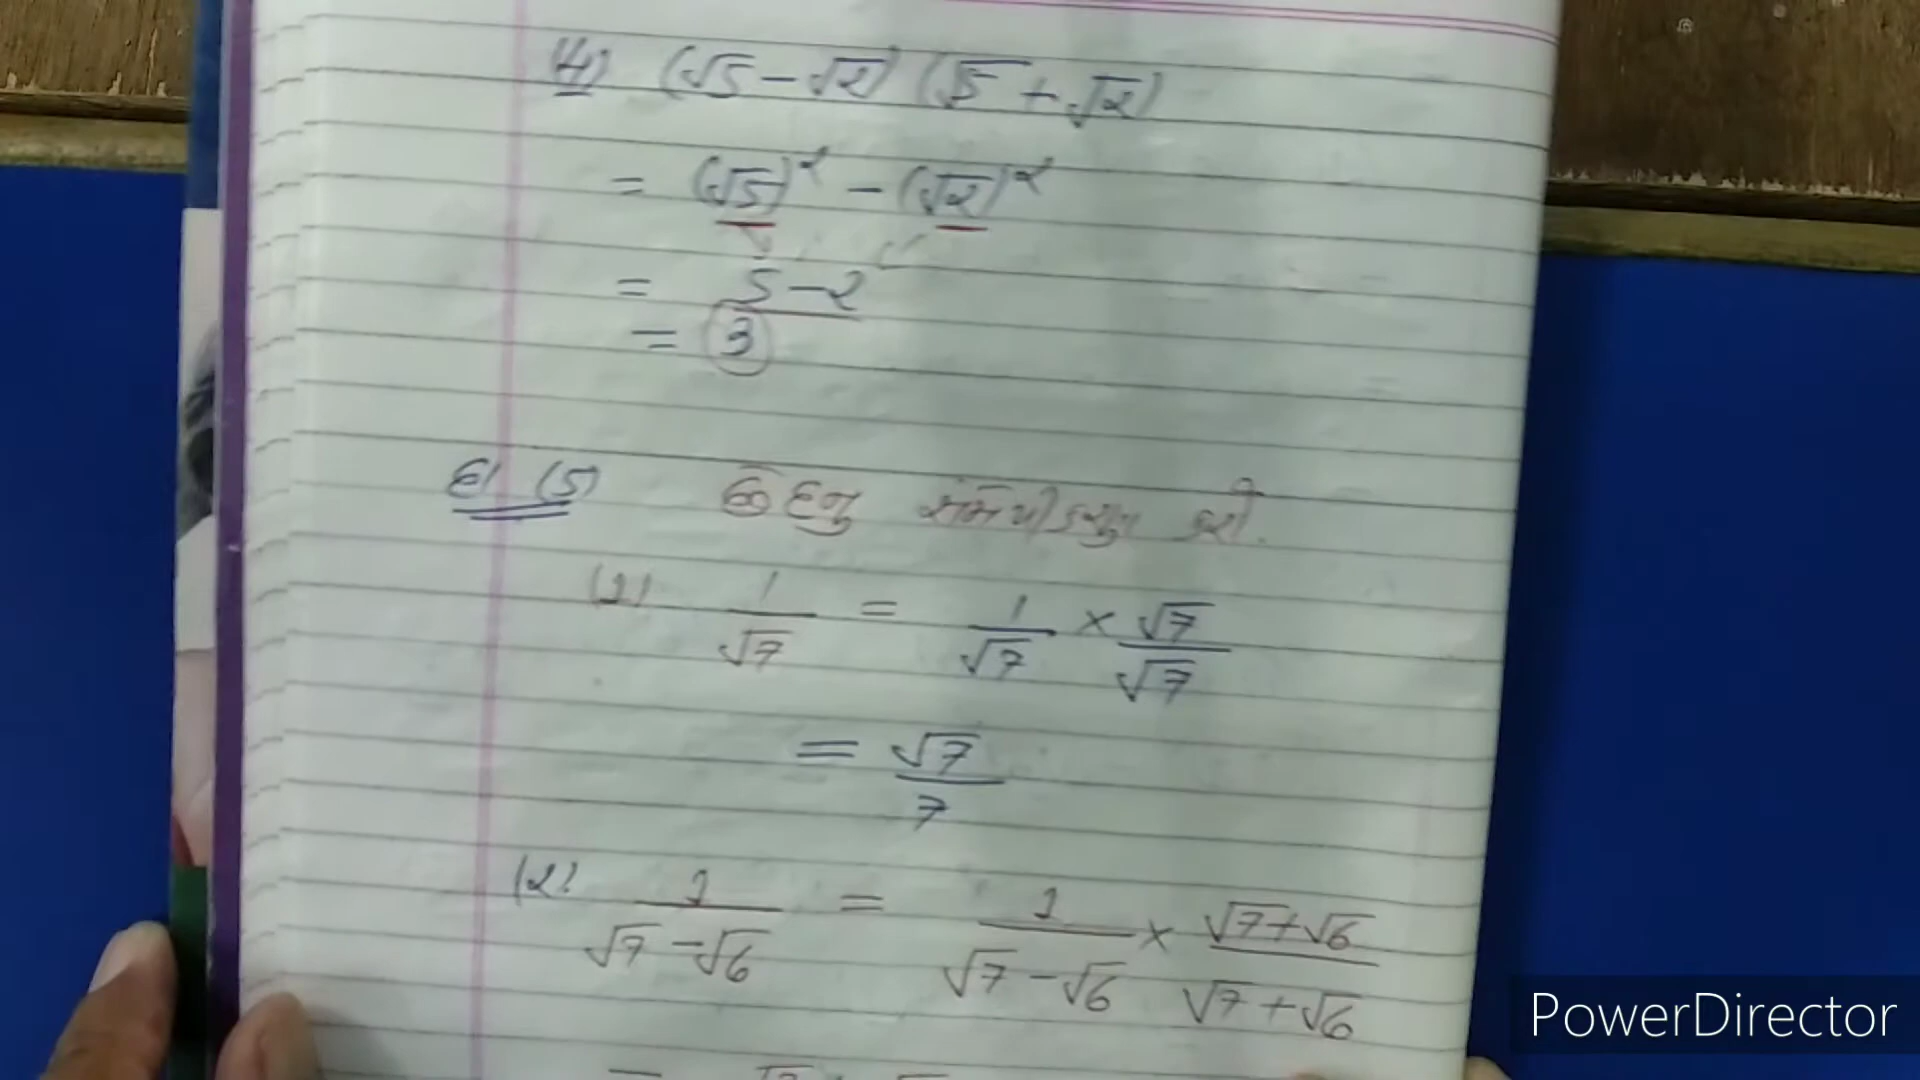 4) (√5-√2) (√5+√2)
= (√5)² - (√2)²
= 5-2
= 3
દા (5) છેદનું સંમેયીકરણ કરો.
(1) 1/√7 = 1/√7 × √7/√7
= √7/7
(2) 1/(√7-√6) = 1/(√7-√6) × (√7+√6)/(√7+√6)
PowerDirector